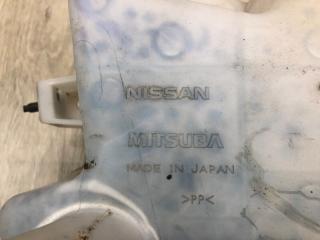 NISSAN
MITSUBA
MADE IN JAPAN
>PP<